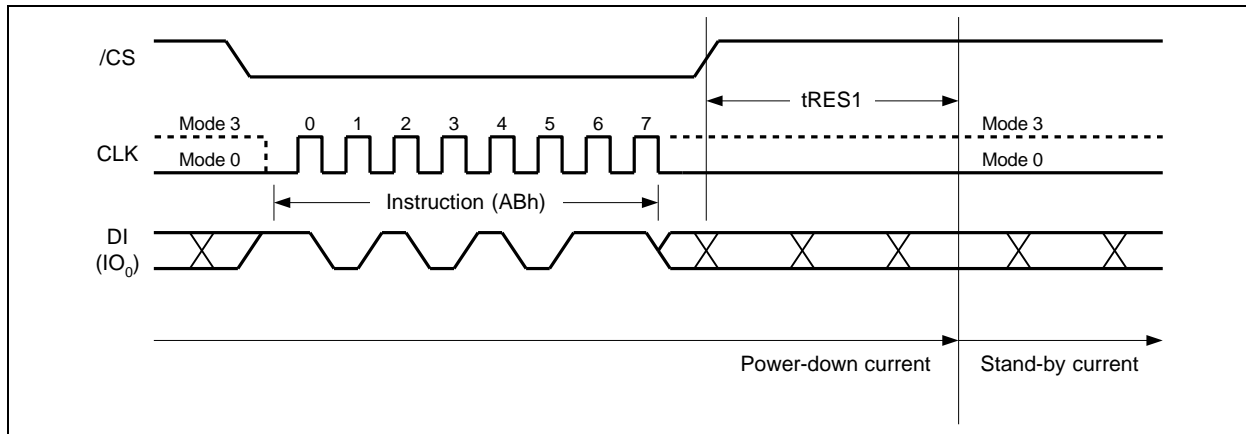 /CS
tRES1
Mode 3 0 1 2 3 4 5 6 7 Mode 3
CLK
Mode 0 Mode 0
Instruction (ABh)
DI
(IO₀)
Power-down current Stand-by current